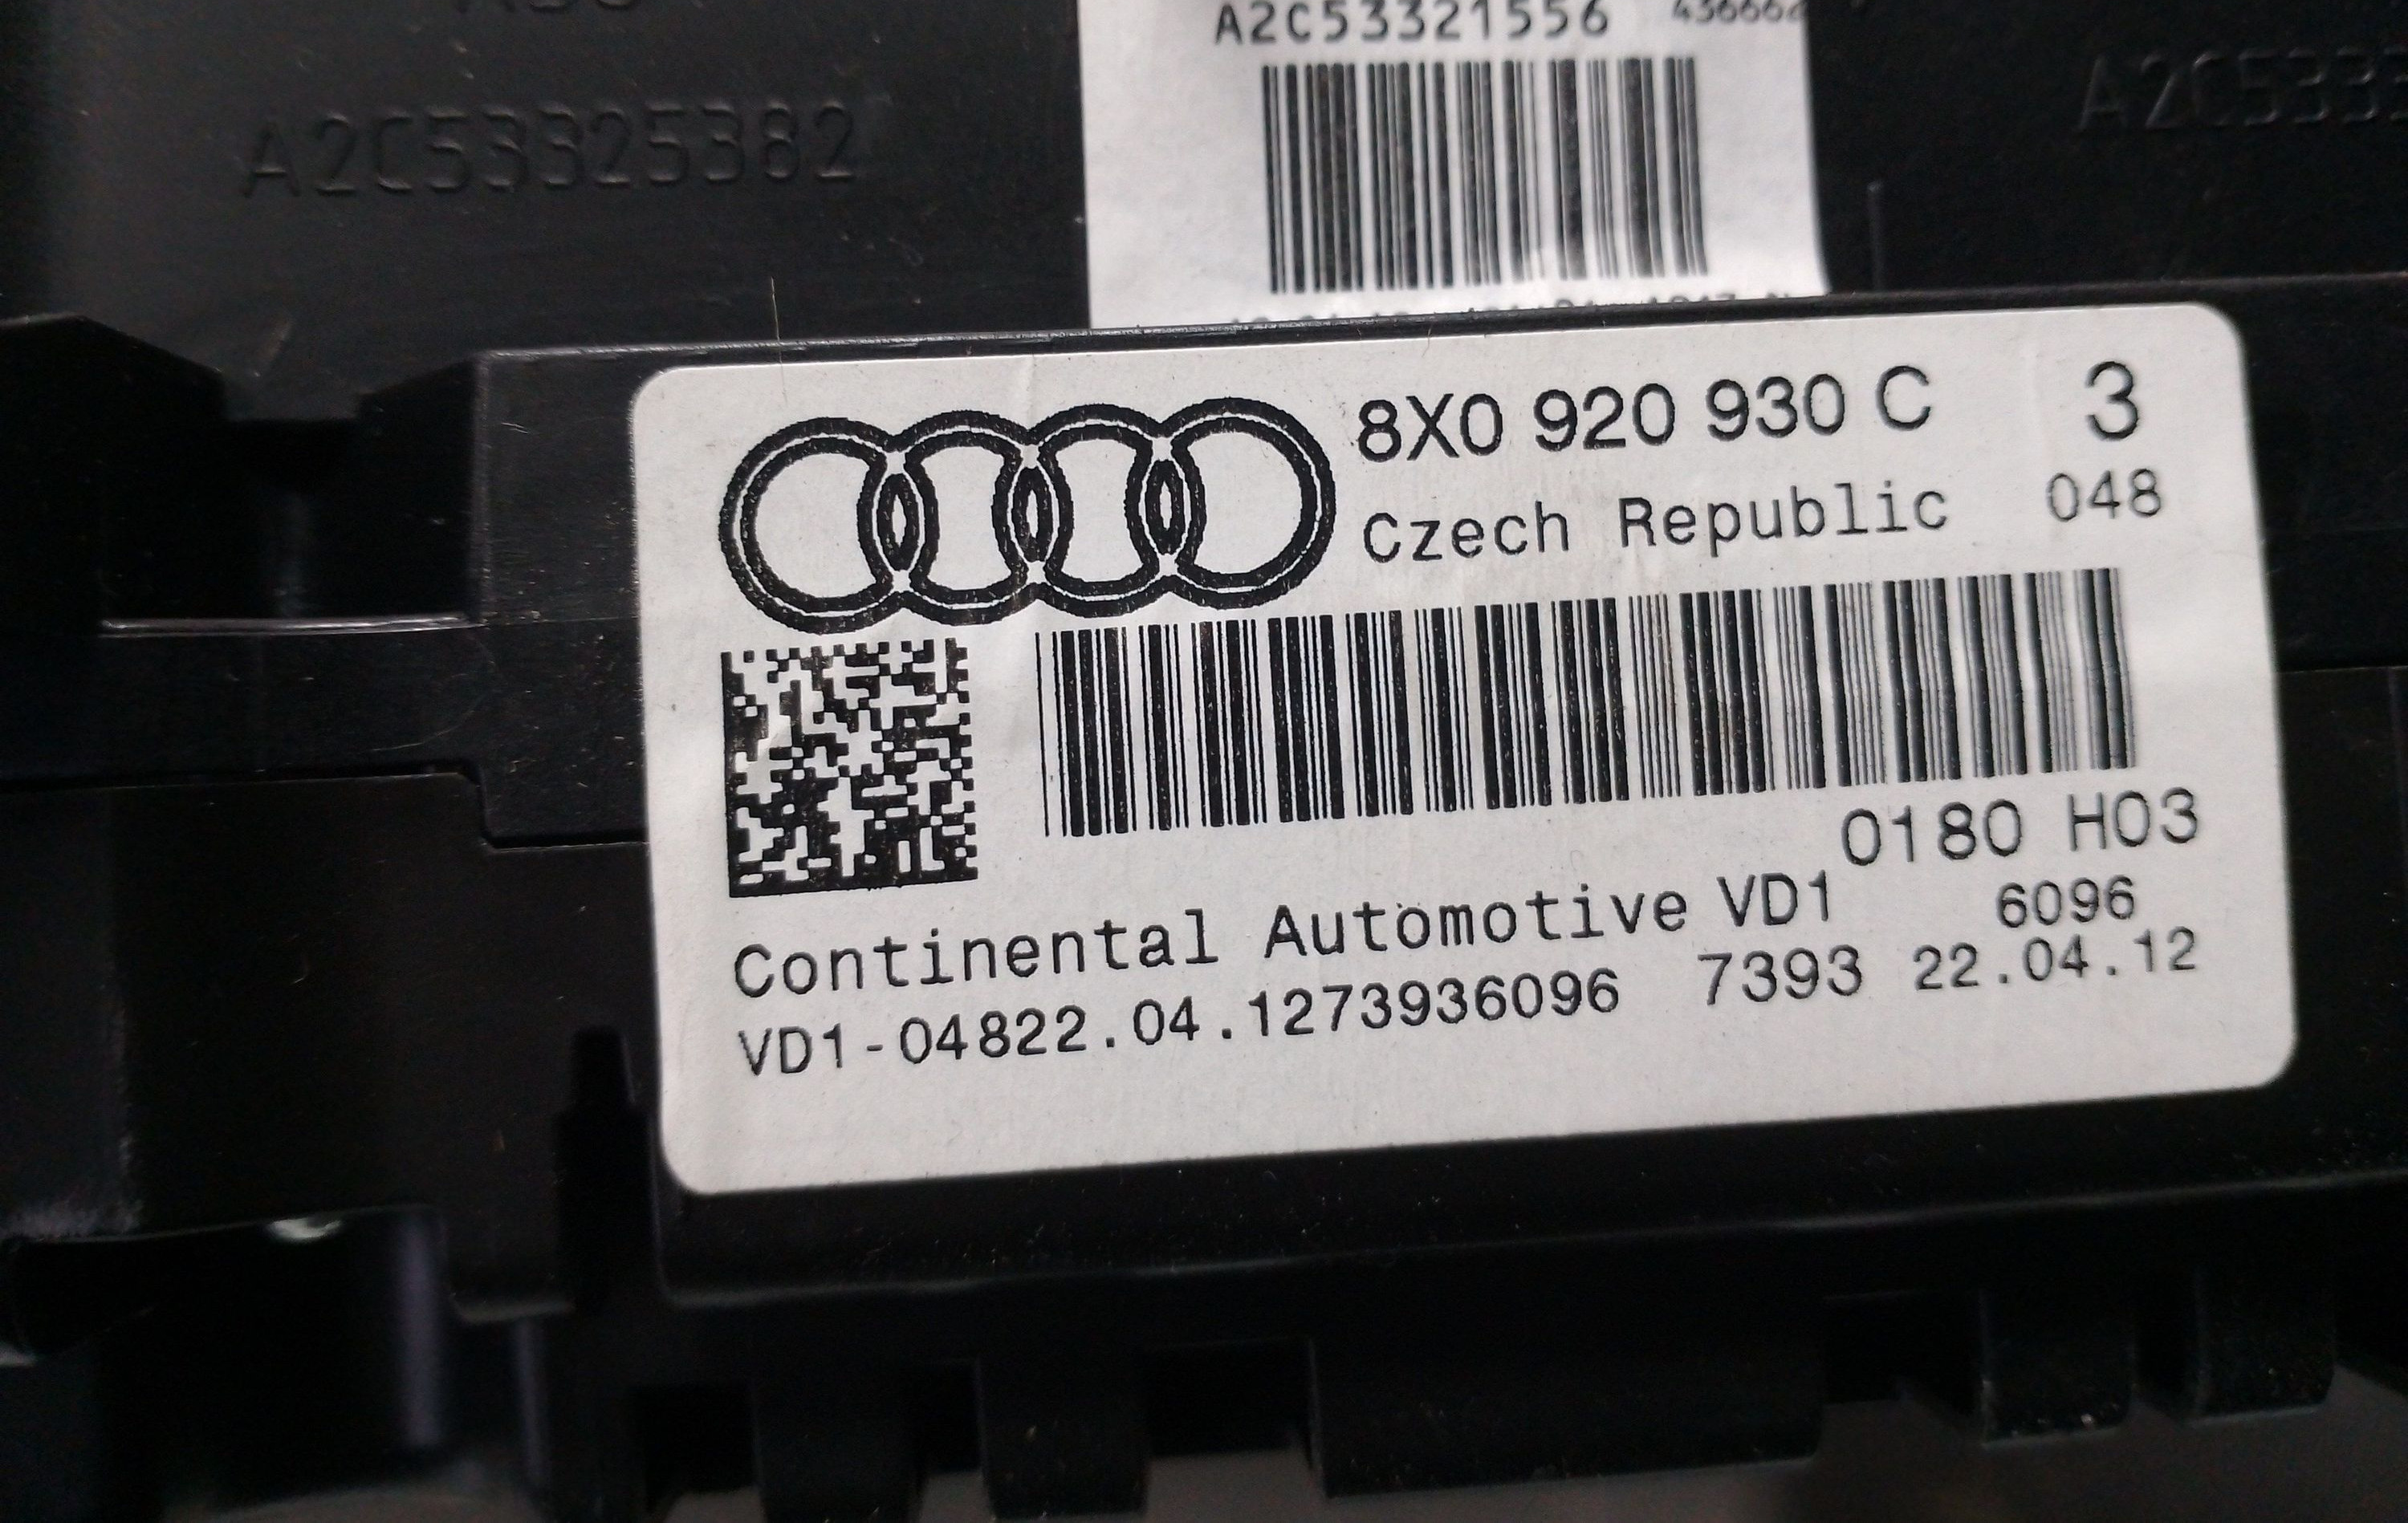 A2C53321556
A2C53325382
8X0 920 930 C 3
Czech Republic 048
0180 H03
Continental Automotive VD1 6096
VD1-04822.04.1273936096 7393 22.04.12